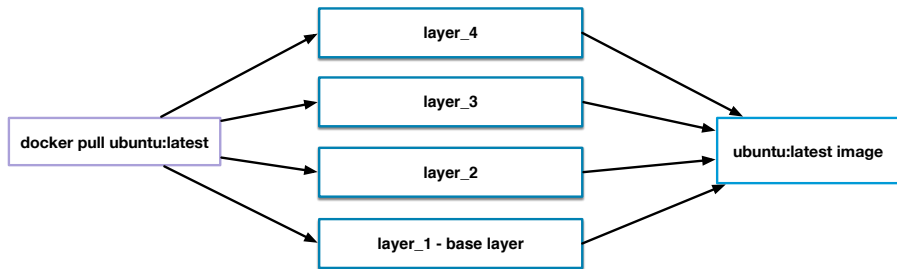 layer_4
layer_3
docker pull ubuntu:latest
ubuntu:latest image
layer_2
layer_1 - base layer